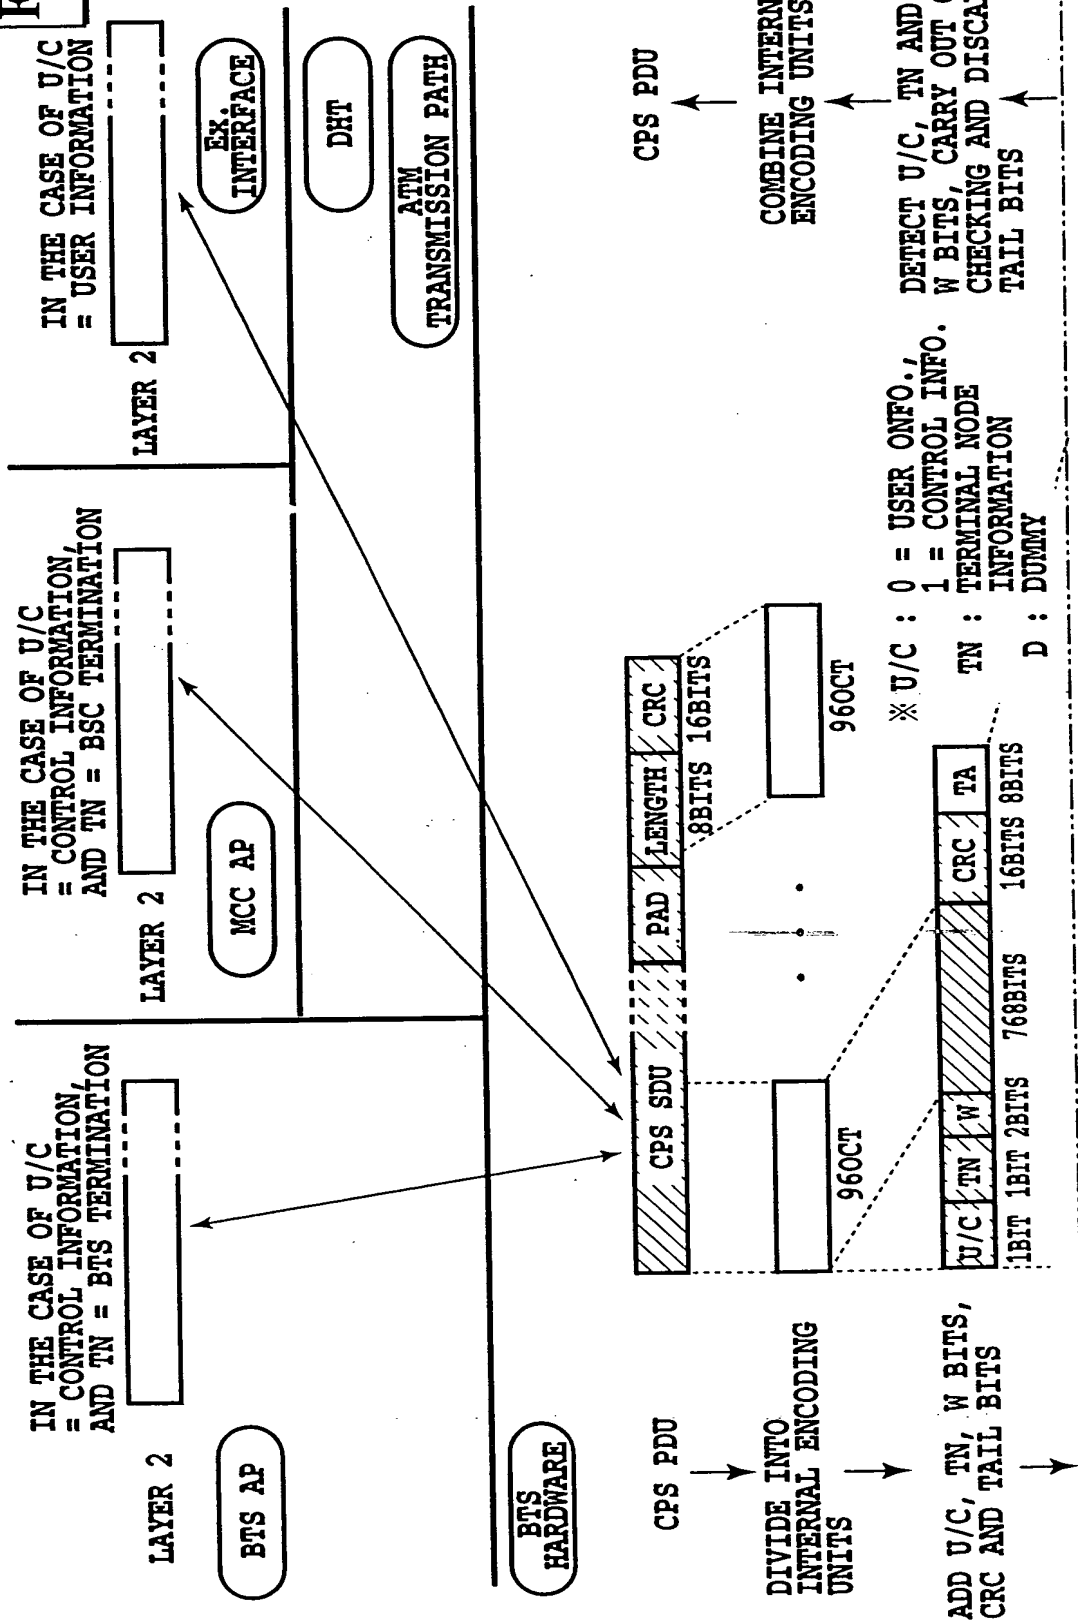 IN THE CASE OF U/C
= CONTROL INFORMATION,
AND TN = BTS TERMINATION
LAYER 2
BTS AP
IN THE CASE OF U/C
= CONTROL INFORMATION,
AND TN = BSC TERMINATION
LAYER 2
MCC AP
IN THE CASE OF U/C
= USER INFORMATION
LAYER 2
Ex.
INTERFACE
DHT
ATM
TRANSMISSION PATH
BTS
HARDWARE
CPS PDU
CPS SDU
PAD
LENGTH
CRC
8BITS
16BITS
CPS PDU
DIVIDE INTO
INTERNAL ENCODING
UNITS
96OCT
96OCT
COMBINE INTERN
ENCODING UNITS
ADD U/C, TN, W BITS,
CRC AND TAIL BITS
U/C
TN
W
CRC
TA
1BIT
1BIT
2BITS
768BITS
16BITS
8BITS
※ U/C : 0 = USER ONFO.,
1 = CONTROL INFO.
TN : TERMINAL NODE
INFORMATION
D : DUMMY
DETECT U/C, TN AND
W BITS, CARRY OUT
CHECKING AND DISCA
TAIL BITS